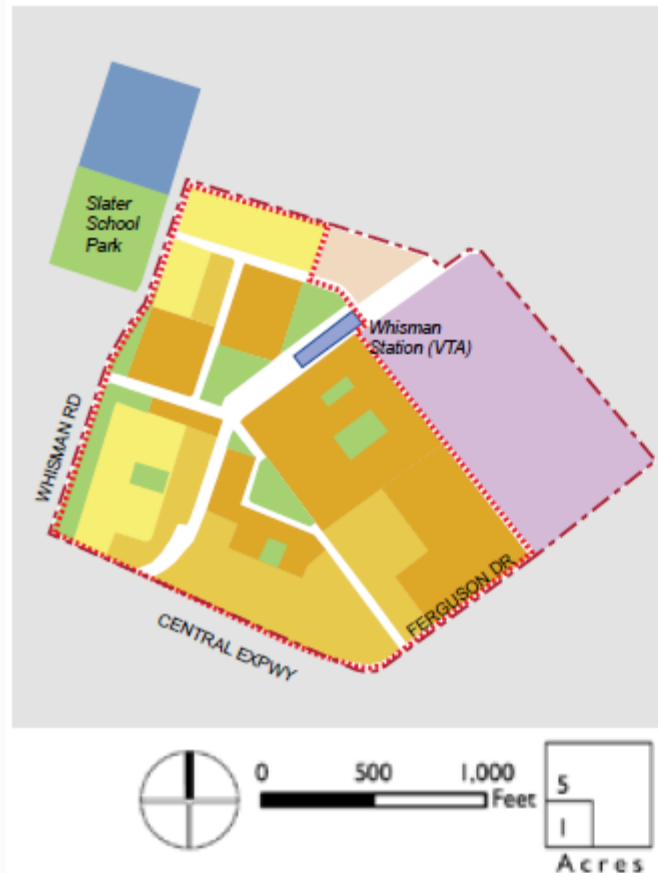 Slater
School
Park
Whisman
Station (VTA)
WHISMAN RD
FERGUSON DR
CENTRAL EXPWY
0 500 1,000
Feet
5
1
Acres